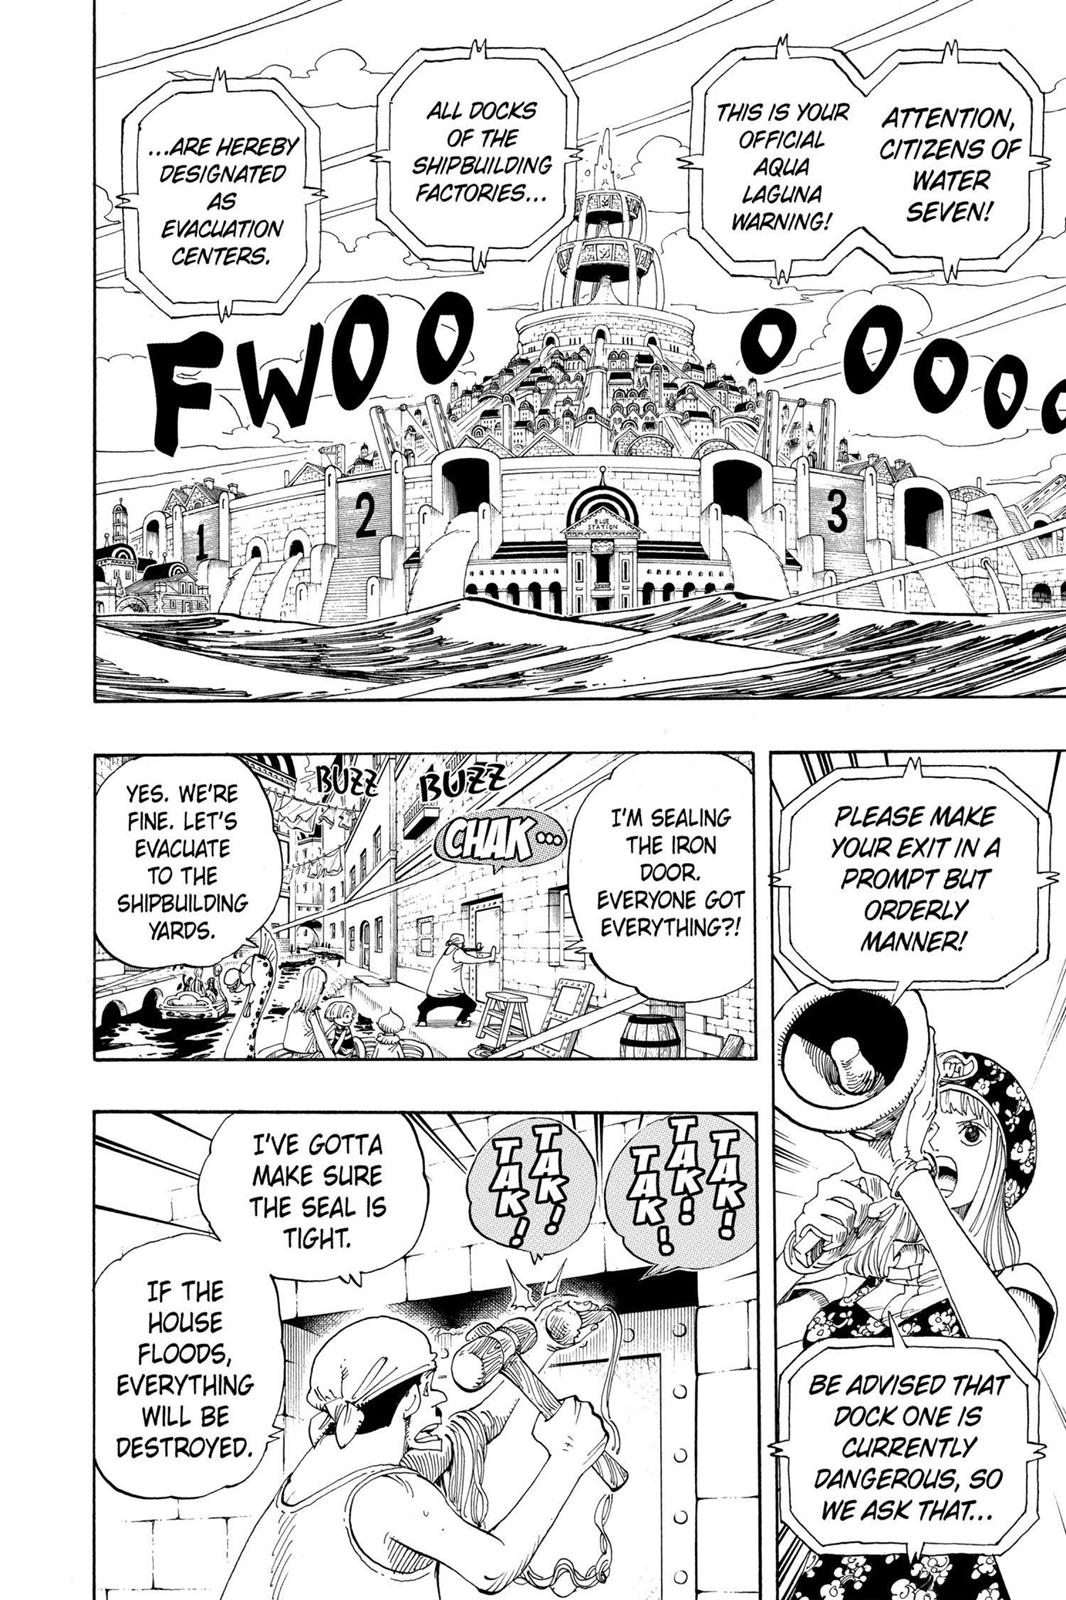 ATTENTION,
CITIZENS OF
WATER
SEVEN!
THIS IS YOUR
OFFICIAL
AQUA
LAGUNA
WARNING!
ALL DOCKS
OF THE
SHIPBUILDING
FACTORIES...
...ARE HEREBY
DESIGNATED
AS
EVACUATION
CENTERS.
FWOO
OOOOOO
1
2
3
BLUE
STATION
PLEASE MAKE
YOUR EXIT IN A
PROMPT BUT
ORDERLY
MANNER!
BE ADVISED THAT
DOCK ONE IS
CURRENTLY
DANGEROUS, SO
WE ASK THAT...
I'M SEALING
THE IRON
DOOR.
EVERYONE GOT
EVERYTHING?!
BUZZ
BUZZ
CHAK...
YES. WE'RE
FINE. LET'S
EVACUATE
TO THE
SHIPBUILDING
YARDS.
TAK!
TAK!
TAK!
TAK!
TAK!
I'VE GOTTA
MAKE SURE
THE SEAL IS
TIGHT.
IF THE
HOUSE
FLOODS,
EVERYTHING
WILL BE
DESTROYED.